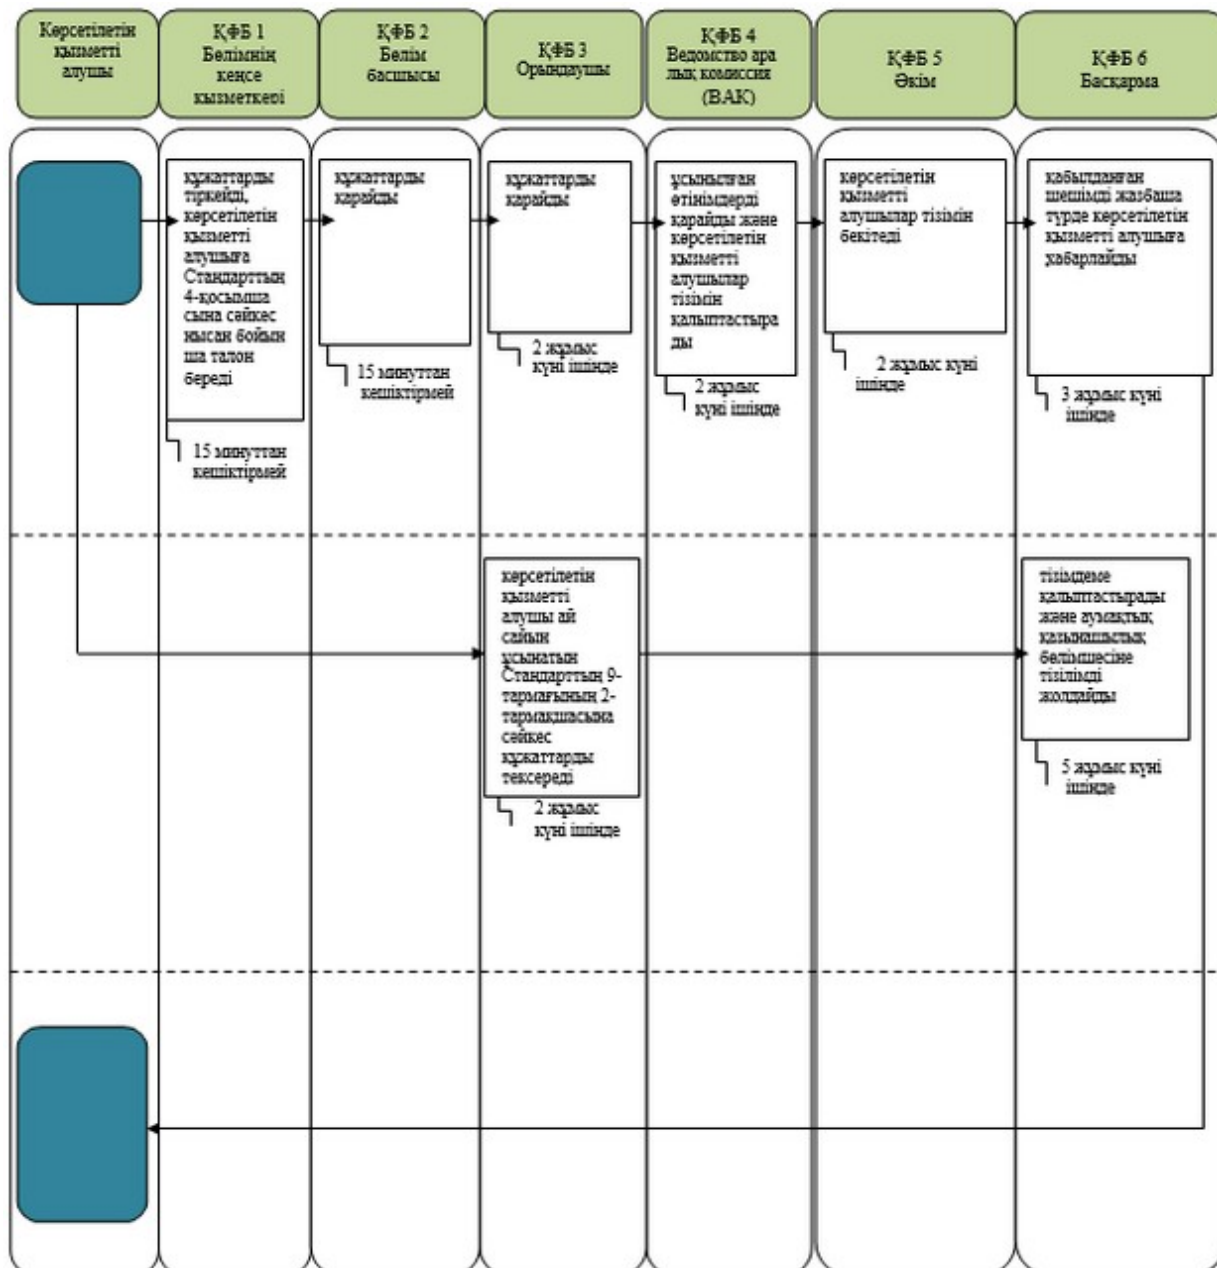 Көрсетілетін
қызметті
алушы
ҚФБ 1
Бөлімнің
кеңсе
қызметкері
ҚФБ 2
Бөлім
басшысы
ҚФБ 3
Орындаушы
ҚФБ 4
Ведомство ара
лық комиссия
(ВАК)
ҚФБ 5
Әкім
ҚФБ 6
Басқарма
құжаттарды
тіркейді,
көрсетілетін
қызметті
алушыға
Стандарттың
4-қосымша
сына сәйкес
нысан бойын
ша талон
береді
15 минуттан
кешіктірмей
құжаттарды
қарайды
15 минуттан
кешіктірмей
құжаттарды
қарайды
2 жұмыс
күні ішінде
ұсынылған
өтінімдерді
қарайды және
көрсетілетін
қызметті
алушылар
тізімін
қалыптастыра
ды
2 жұмыс
күні ішінде
көрсетілетін
қызметті
алушылар тізімін
бекітеді
2 жұмыс күні
ішінде
қабылданған
шешімді жазбаша
түрде көрсетілетін
қызметті алушыға
хабарлайды
3 жұмыс күні
ішінде
көрсетілетін
қызметті
алушы ай
сайын
ұсынатын
Стандарттың 9-
тармағының 2-
тармақшасына
сәйкес
құжаттарды
тексереді
2 жұмыс
күні ішінде
тізімдеме
қалыптастырады
және аумақтық
қазынашылық
бөлімшесіне
тізілімді
жолдайды
5 жұмыс күні
ішінде